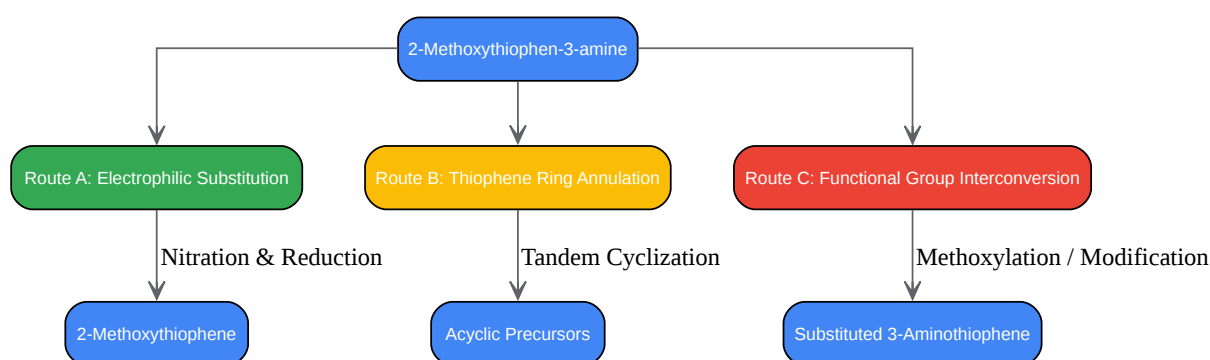 2-Methoxythiophen-3-amine
Route A: Electrophilic Substitution
Route B: Thiophene Ring Annulation
Route C: Functional Group Interconversion
Nitration & Reduction
Tandem Cyclization
Methoxylation / Modification
2-Methoxythiophene
Acyclic Precursors
Substituted 3-Aminothiophene